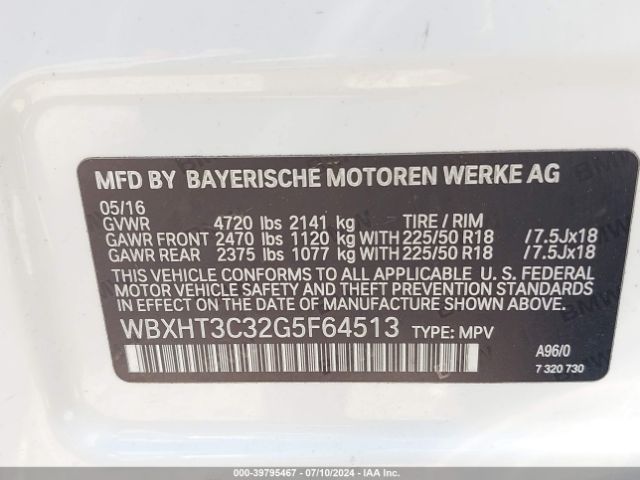 MFD BY BAYERISCHE MOTOREN WERKE AG
05/16
GVWR 4720 lbs 2141 kg TIRE / RIM
GAWR FRONT 2470 lbs 1120 kg WITH 225/50 R18 /7.5Jx18
GAWR REAR 2375 lbs 1077 kg WITH 225/50 R18 /7.5Jx18
THIS VEHICLE CONFORMS TO ALL APPLICABLE U. S. FEDERAL
MOTOR VEHICLE SAFETY AND THEFT PREVENTION STANDARDS
IN EFFECT ON THE DATE OF MANUFACTURE SHOWN ABOVE.
WBXHT3C32G5F64513 TYPE: MPV
A96/0
7 320 730
000-39795467 - 07/10/2024 - IAA Inc.